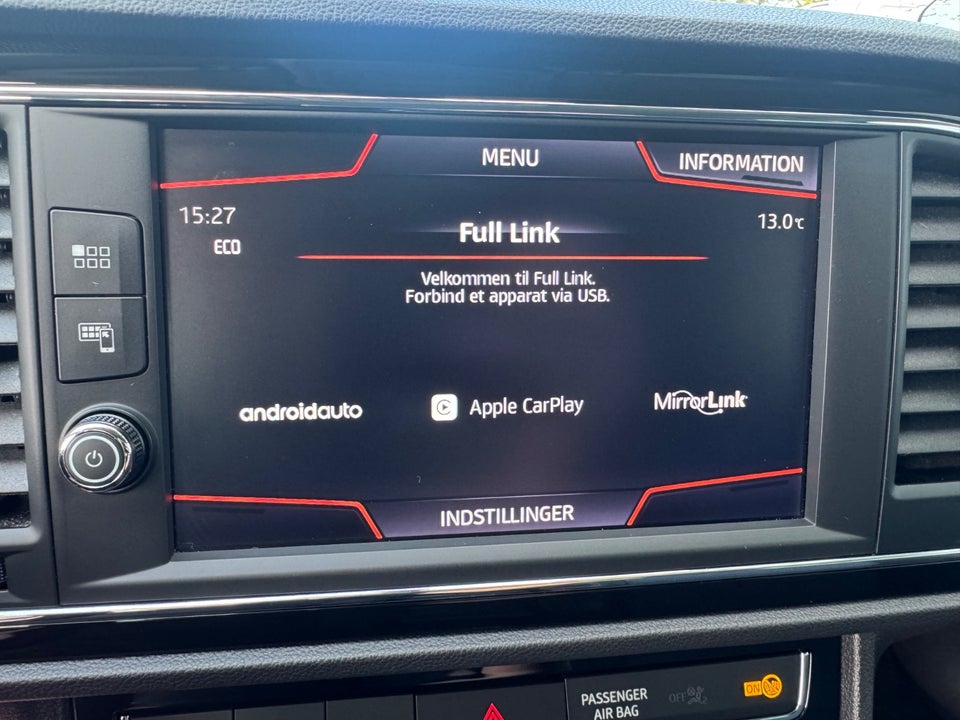 MENU
INFORMATION
15:27
13.0°C
ECO
Full Link
Velkommen til Full Link.
Forbind et apparat via USB.
androidauto
Apple CarPlay
MirrorLink
INDSTILLINGER
PASSENGER
AIR BAG
OFF
ON